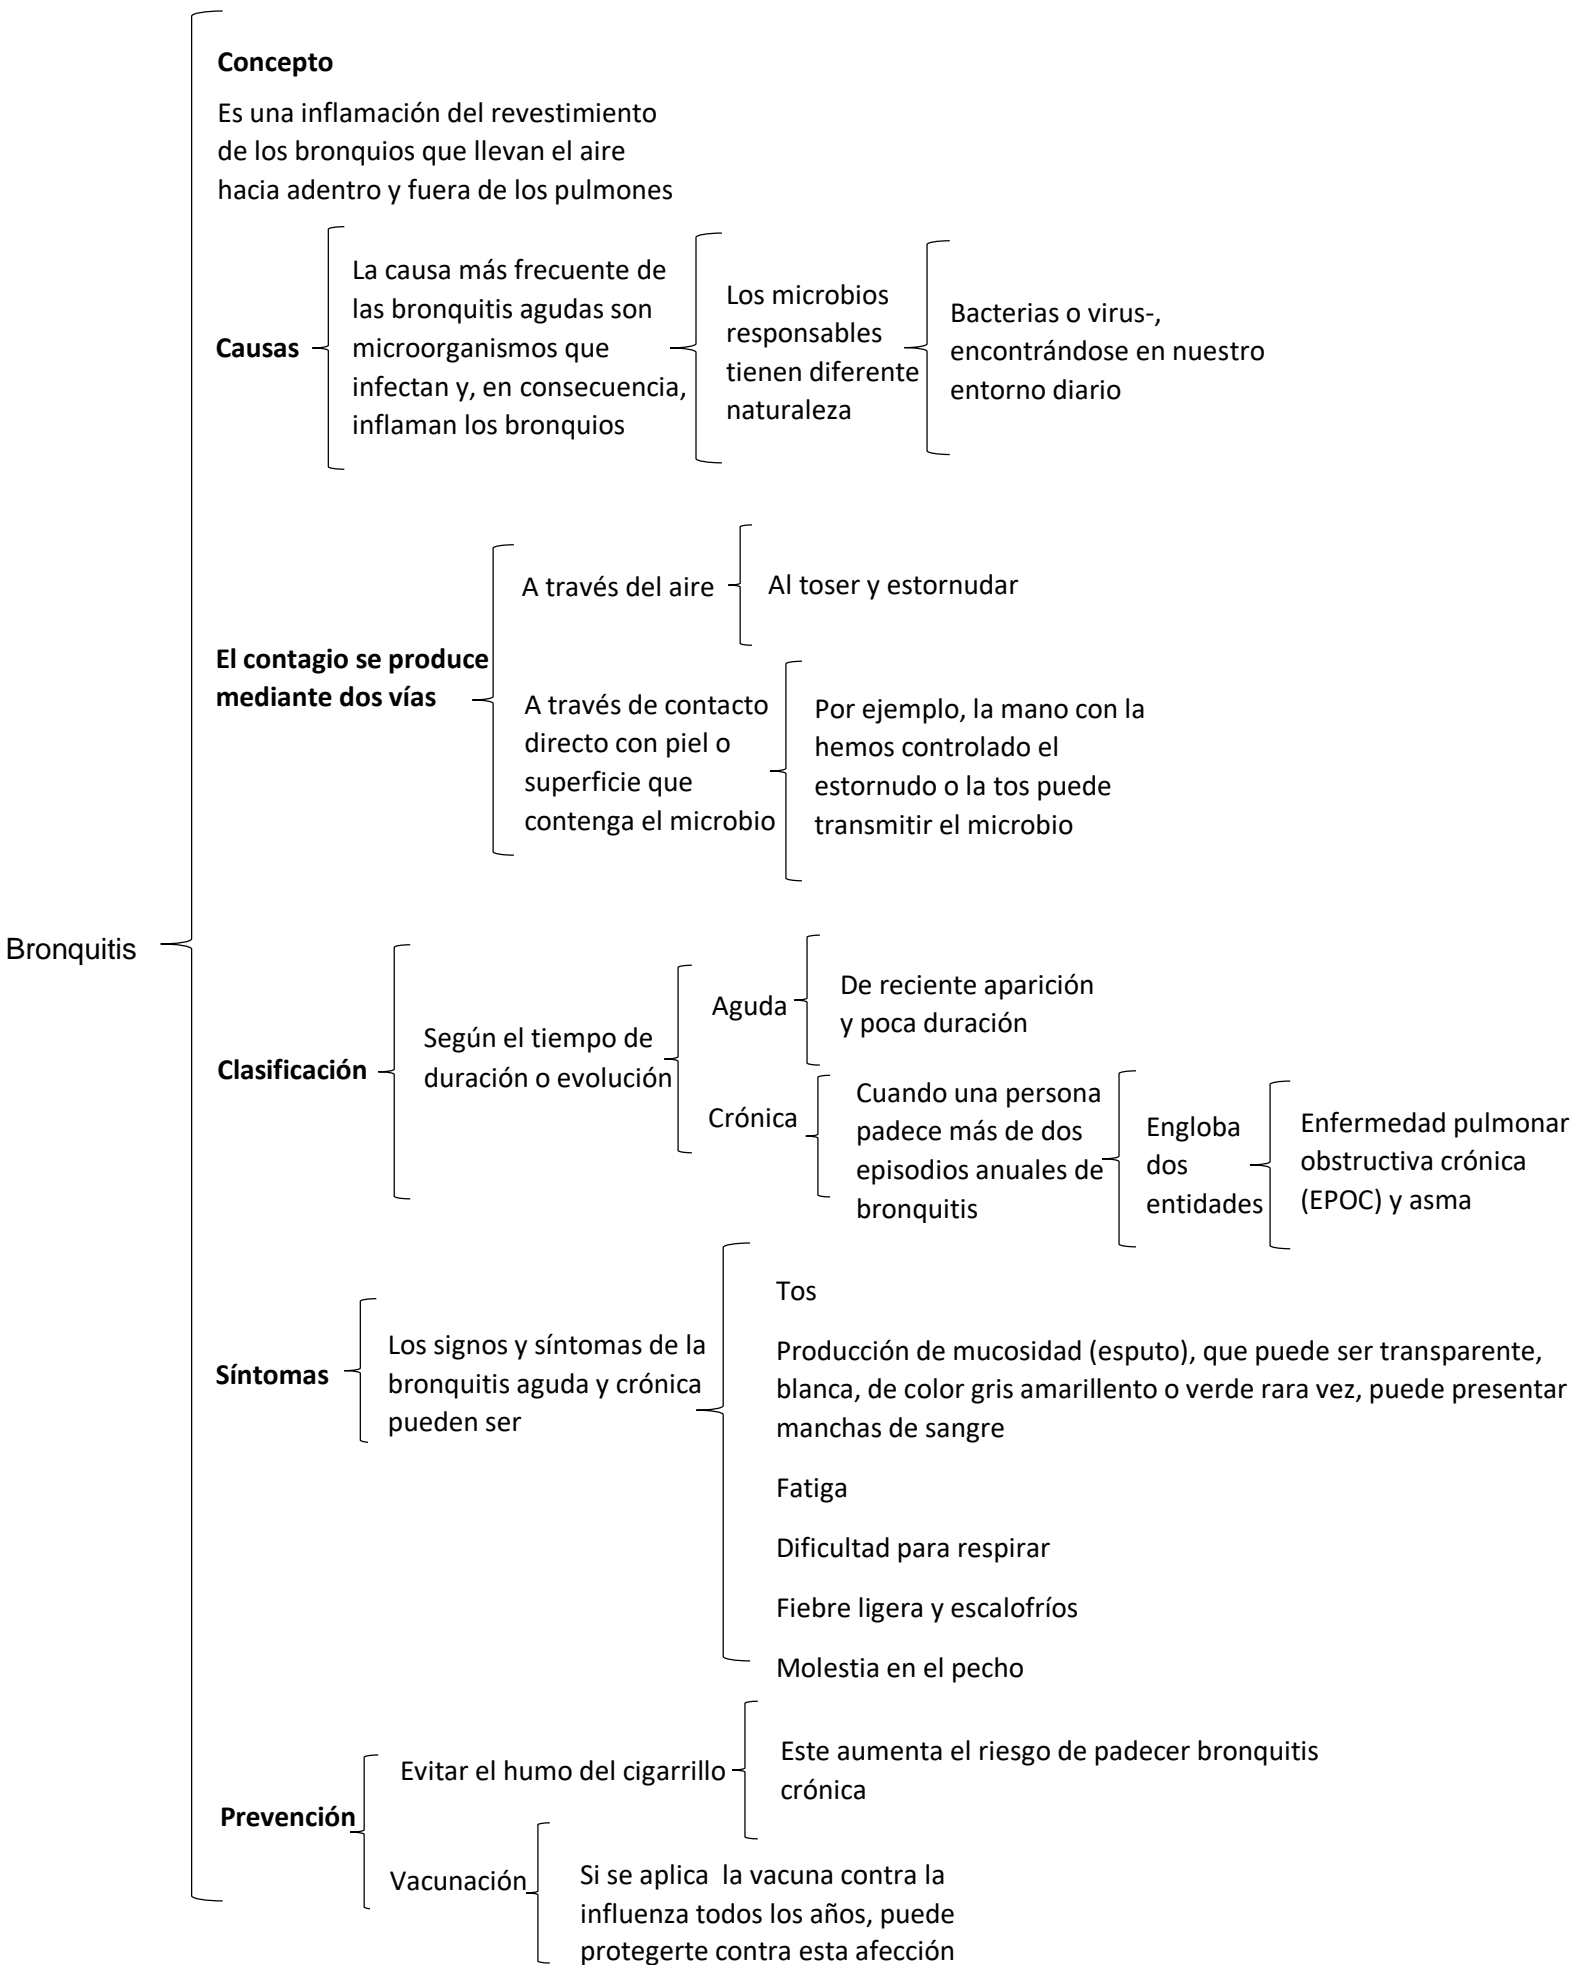 Bronquitis
Concepto
Es una inflamación del revestimiento
de los bronquios que llevan el aire
hacia adentro y fuera de los pulmones
Causas
La causa más frecuente de
las bronquitis agudas son
microorganismos que
infectan y, en consecuencia,
inflaman los bronquios
Los microbios
responsables
tienen diferente
naturaleza
Bacterias o virus-,
encontrándose en nuestro
entorno diario
El contagio se produce
mediante dos vías
A través del aire
Al toser y estornudar
A través de contacto
directo con piel o
superficie que
contenga el microbio
Por ejemplo, la mano con la
hemos controlado el
estornudo o la tos puede
transmitir el microbio
Clasificación
Según el tiempo de
duración o evolución
Aguda
De reciente aparición
y poca duración
Crónica
Cuando una persona
padece más de dos
episodios anuales de
bronquitis
Engloba
dos
entidades
Enfermedad pulmonar
obstructiva crónica
(EPOC) y asma
Síntomas
Los signos y síntomas de la
bronquitis aguda y crónica
pueden ser
Tos
Producción de mucosidad (esputo), que puede ser transparente,
blanca, de color gris amarillento o verde rara vez, puede presentar
manchas de sangre
Fatiga
Dificultad para respirar
Fiebre ligera y escalofríos
Molestia en el pecho
Prevención
Evitar el humo del cigarrillo
Este aumenta el riesgo de padecer bronquitis
crónica
Vacunación
Si se aplica  la vacuna contra la
influenza todos los años, puede
protegerte contra esta afección